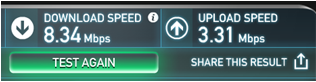 DOWNLOAD SPEED
8.34 Mbps
UPLOAD SPEED
3.31 Mbps
TEST AGAIN
SHARE THIS RESULT